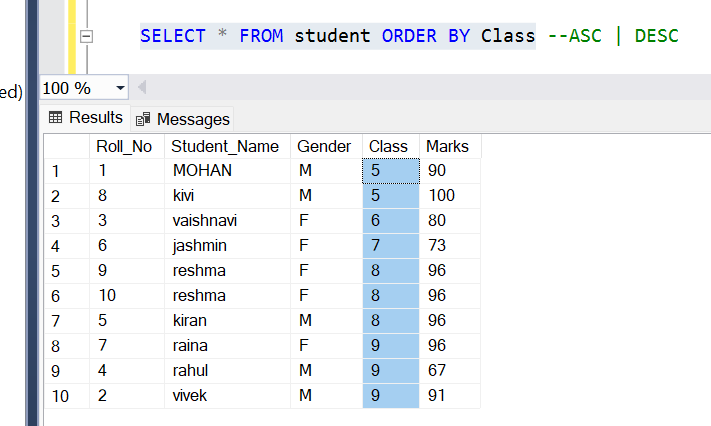 SELECT * FROM student ORDER BY Class --ASC | DESC
ed)
100 %
Results Messages
Roll_No Student_Name Gender Class Marks
1 1 MOHAN M 5 90
2 8 kivi M 5 100
3 3 vaishnavi F 6 80
4 6 jashmin F 7 73
5 9 reshma F 8 96
6 10 reshma F 8 96
7 5 kiran M 8 96
8 7 raina F 9 96
9 4 rahul M 9 67
10 2 vivek M 9 91